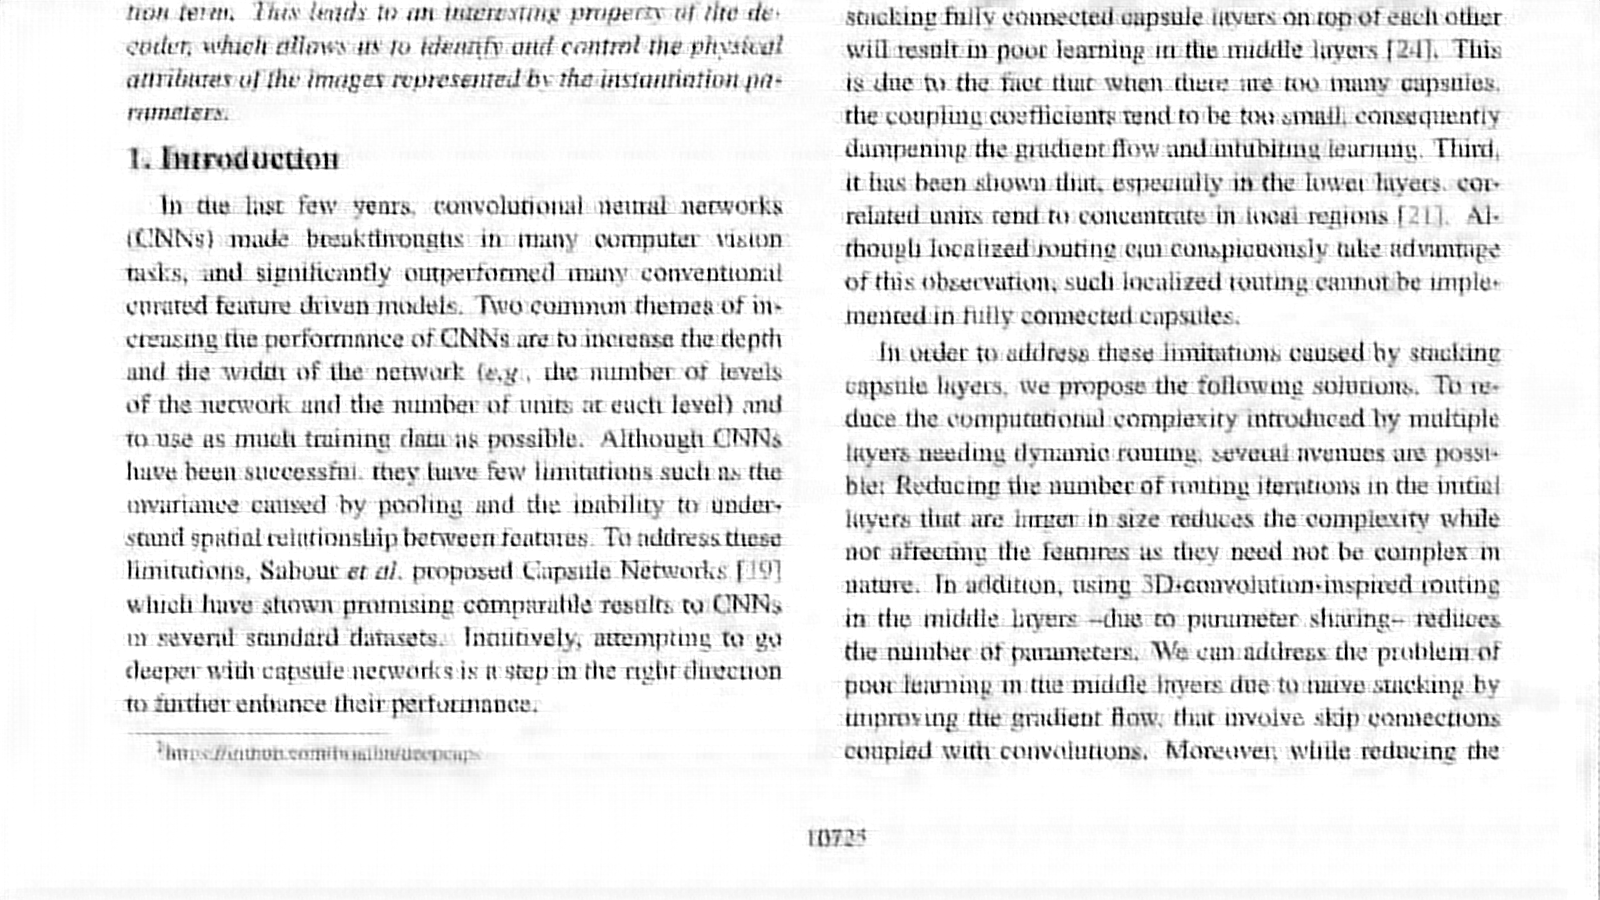 tion term. This leads to an interesting property of the de-
coder, which allows us to identify and control the physical
attributes of the images represented by the instantiation pa-
rameters.
1. Introduction
In the last few years, convolutional neural networks
(CNNs) made breakthroughs in many computer vision
tasks, and significantly outperformed many conventional
curated feature driven models. Two common themes of in-
creasing the performance of CNNs are to increase the depth
and the width of the network (e.g., the number of levels
of the network and the number of units at each level) and
to use as much training data as possible. Although CNNs
have been successful, they have few limitations such as the
invariance caused by pooling and the inability to under-
stand spatial relationship between features. To address these
limitations, Sabour et al. proposed Capsule Networks [19]
which have shown promising comparable results to CNNs
in several standard datasets. Intuitively, attempting to go
deeper with capsule networks is a step in the right direction
to further enhance their performance.
stacking fully connected capsule layers on top of each other
will result in poor learning in the middle layers [24]. This
is due to the fact that when there are too many capsules,
the coupling coefficients tend to be too small, consequently
dampening the gradient flow and inhibiting learning. Third,
it has been shown that, especially in the lower layers, cor-
related units tend to concentrate in local regions [21]. Al-
though localized routing can conspicuously take advantage
of this observation, such localized routing cannot be imple-
mented in fully connected capsules.
In order to address these limitations caused by stacking
capsule layers, we propose the following solutions. To re-
duce the computational complexity introduced by multiple
layers needing dynamic routing, several avenues are possi-
ble: Reducing the number of routing iterations in the initial
layers that are larger in size reduces the complexity while
not affecting the features as they need not be complex in
nature. In addition, using 3D-convolution-inspired routing
in the middle layers –due to parameter sharing– reduces
the number of parameters. We can address the problem of
poor learning in the middle layers due to naive stacking by
improving the gradient flow, that involve skip connections
coupled with convolutions. Moreover, while reducing the
10725